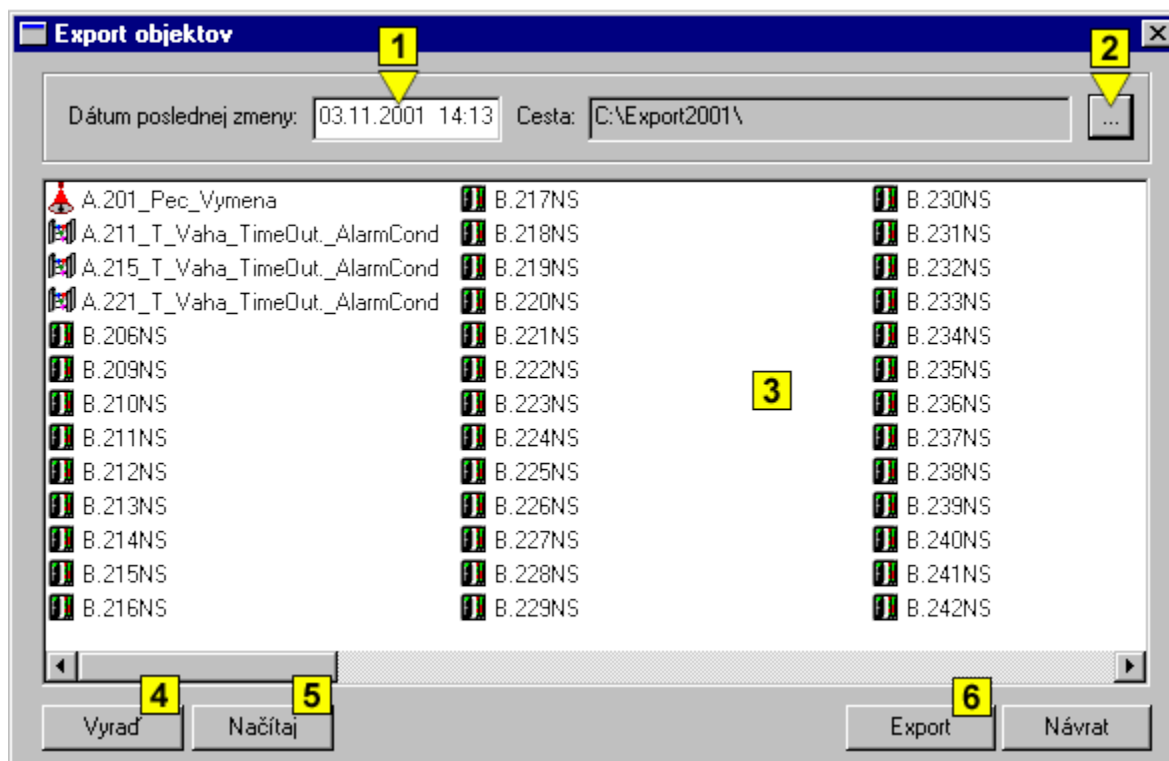 Export objektov
1
2
Dátum poslednej zmeny: 03.11.2001 14:13 Cesta: C:\Export2001\ ...
A.201_Pec_Vymena
A.211_T_Vaha_TimeOut._AlarmCond
A.215_T_Vaha_TimeOut._AlarmCond
A.221_T_Vaha_TimeOut._AlarmCond
B.206NS
B.209NS
B.210NS
B.211NS
B.212NS
B.213NS
B.214NS
B.215NS
B.216NS
B.217NS
B.218NS
B.219NS
B.220NS
B.221NS
B.222NS
B.223NS
B.224NS
B.225NS
B.226NS
B.227NS
B.228NS
B.229NS
3
B.230NS
B.231NS
B.232NS
B.233NS
B.234NS
B.235NS
B.236NS
B.237NS
B.238NS
B.239NS
B.240NS
B.241NS
B.242NS
4
5
6
Vyraď Načítaj Export Návrat